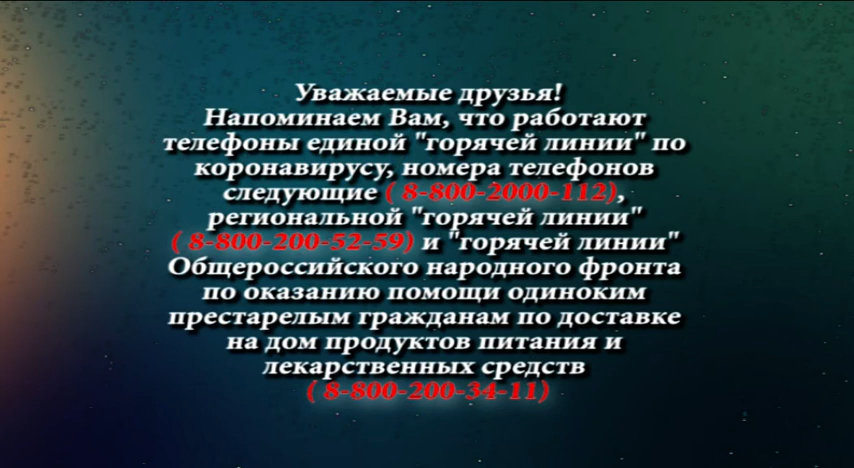 Уважаемые друзья!
Напоминаем Вам, что работают
телефоны единой "горячей линии" по
коронавирусу, номера телефонов
следующие ( 8-800-2000-112),
региональной "горячей линии"
( 8-800-200-52-59) и "горячей линии"
Общероссийского народного фронта
по оказанию помощи одиноким
престарелым гражданам по доставке
на дом продуктов питания и
лекарственных средств
( 8-800-200-34-11)